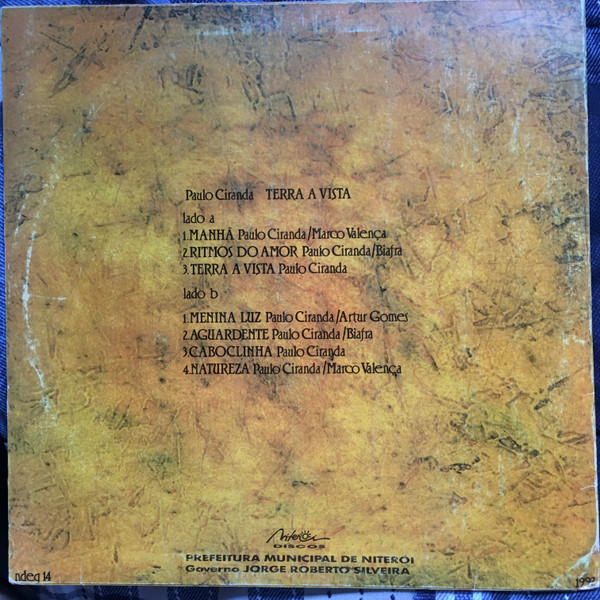 Paulo Ciranda TERRA A VISTA
lado a
1.MANHÃ Paulo Ciranda/Marco Valença
2.RITMOS DO AMOR Paulo Ciranda/Biafra
3.TERRA A VISTA Paulo Ciranda
lado b
1.MENINA LUZ Paulo Ciranda/Artur Gomes
2.AGUARDENTE Paulo Ciranda/Biafra
3.CABOCLINHA Paulo Ciranda
4.NATUREZA Paulo Ciranda/Marco Valença
Niterói
DISCOS
PREFEITURA MUNICIPAL DE NITEROI
Governo JORGE ROBERTO SILVEIRA
ndeg 14